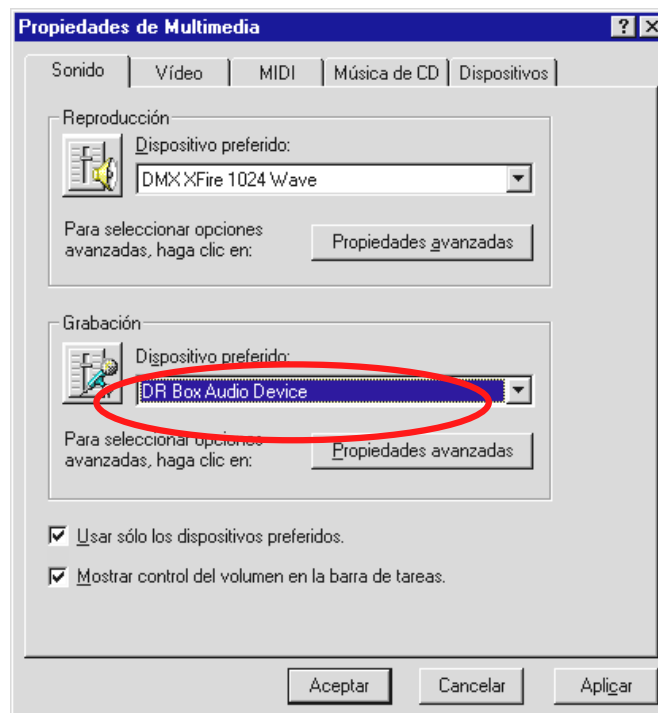 Propiedades de Multimedia
Sonido Vídeo MIDI Música de CD Dispositivos
Reproducción
Dispositivo preferido:
DMX XFire 1024 Wave
Para seleccionar opciones
avanzadas, haga clic en:
Propiedades avanzadas
Grabación
Dispositivo preferido:
DR Box Audio Device
Para seleccionar opciones
avanzadas, haga clic en:
Propiedades avanzadas
Usar sólo los dispositivos preferidos.
Mostrar control del volumen en la barra de tareas.
Aceptar Cancelar Aplicar